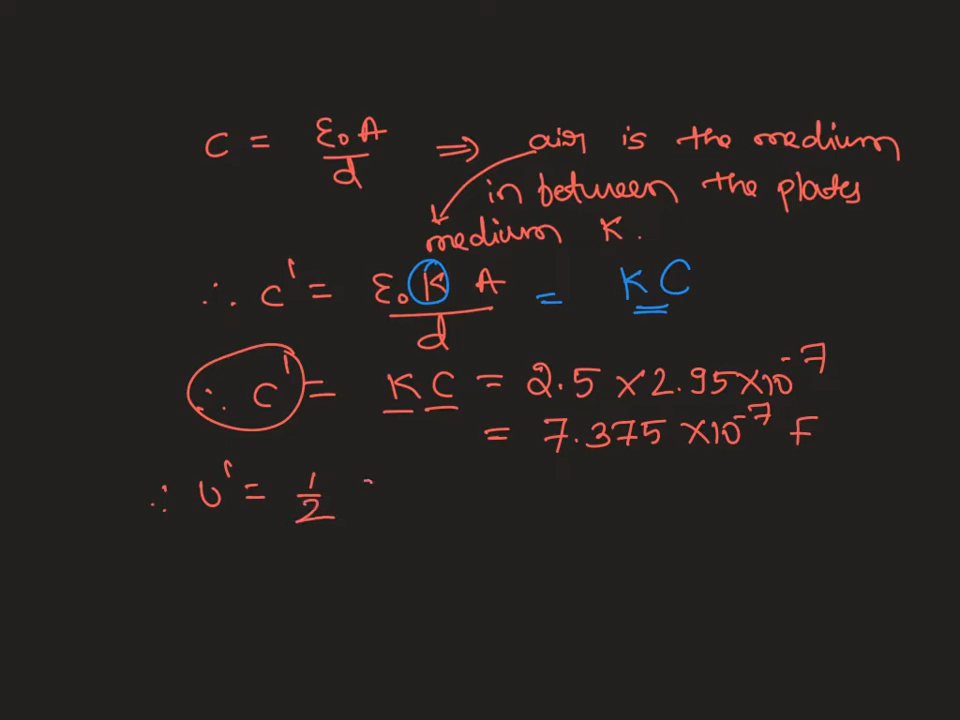 C = ε₀A/d ⇒ air is the medium
in between the plates
medium K.
∴ C' = ε₀KA/d = KC
∴ C' = KC = 2.5 × 2.95×10⁻⁷
= 7.375 ×10⁻⁷ F
∴ U' = 1/2